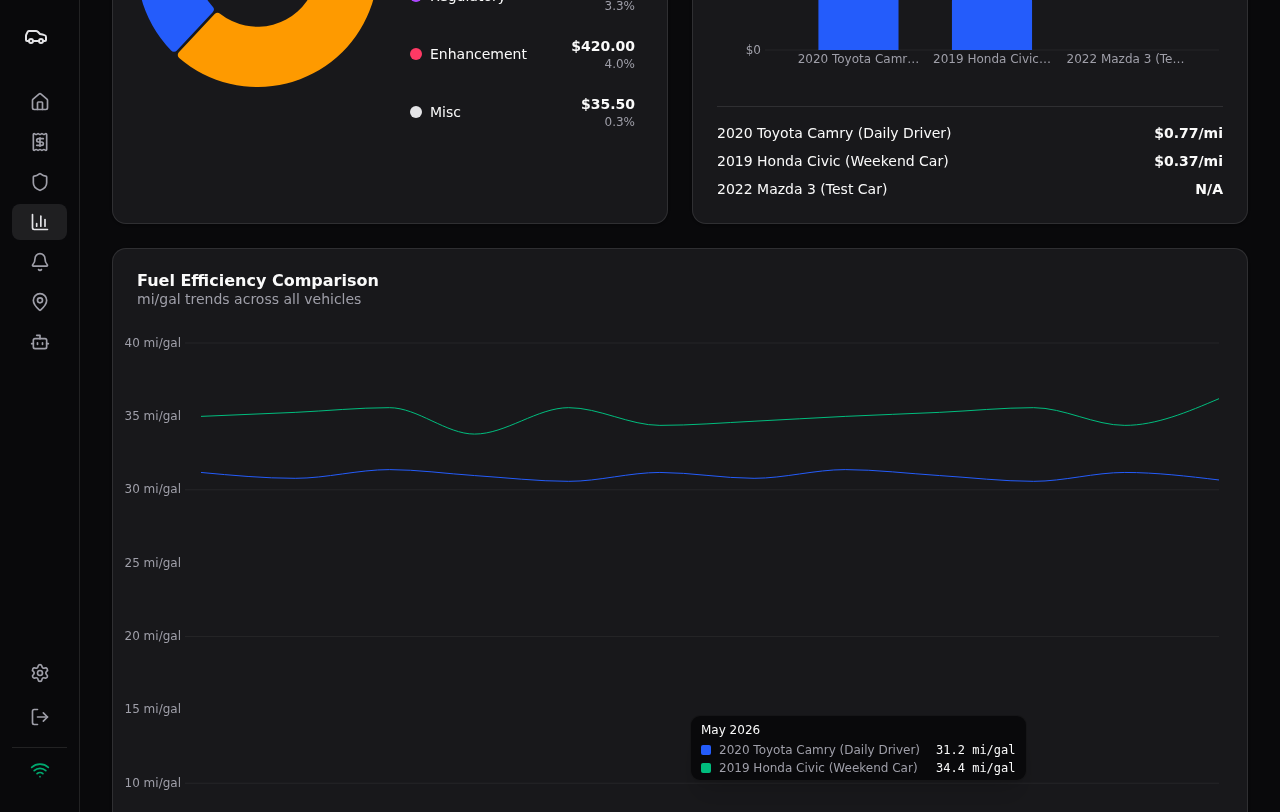 Regulatory
3.3%
Enhancement $420.00
4.0%
Misc $35.50
0.3%
$0
2020 Toyota Camr… 2019 Honda Civic… 2022 Mazda 3 (Te…
2020 Toyota Camry (Daily Driver) $0.77/mi
2019 Honda Civic (Weekend Car) $0.37/mi
2022 Mazda 3 (Test Car) N/A
Fuel Efficiency Comparison
mi/gal trends across all vehicles
40 mi/gal
35 mi/gal
30 mi/gal
25 mi/gal
20 mi/gal
15 mi/gal
May 2026
2020 Toyota Camry (Daily Driver) 31.2 mi/gal
2019 Honda Civic (Weekend Car) 34.4 mi/gal
10 mi/gal